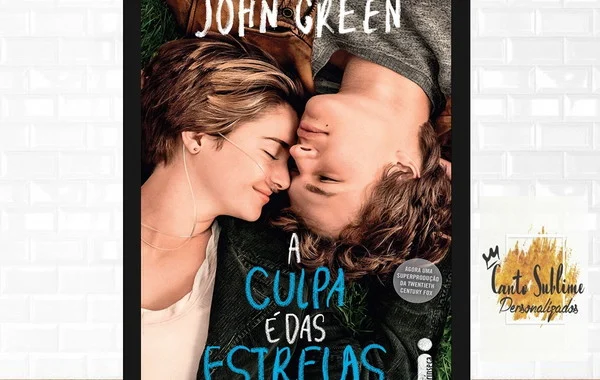 JOHN GREEN
A
CULPA
É DAS
ESTRELAS
AGORA UMA
SUPERPRODUÇÃO
DA TWENTIETH
CENTURY FOX
Canto Sublime
Personalizados